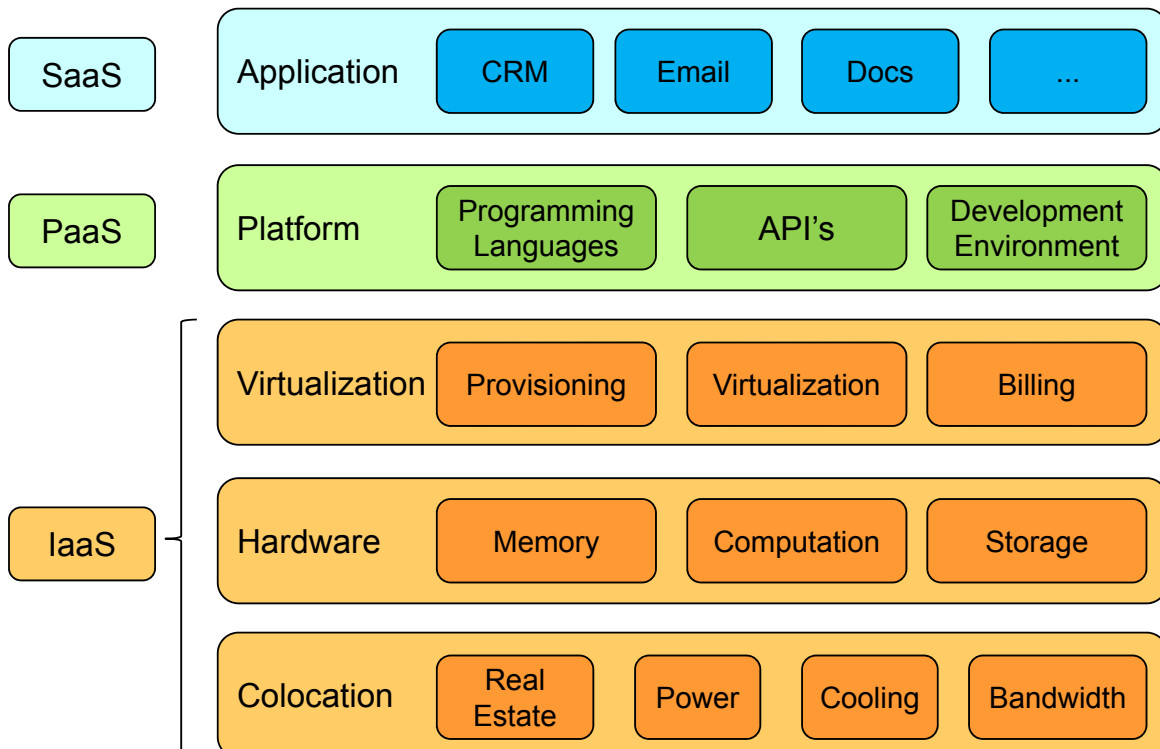 SaaS
Application
CRM
Email
Docs
...
PaaS
Platform
Programming
Languages
API’s
Development
Environment
IaaS
Virtualization
Provisioning
Virtualization
Billing
Hardware
Memory
Computation
Storage
Colocation
Real
Estate
Power
Cooling
Bandwidth